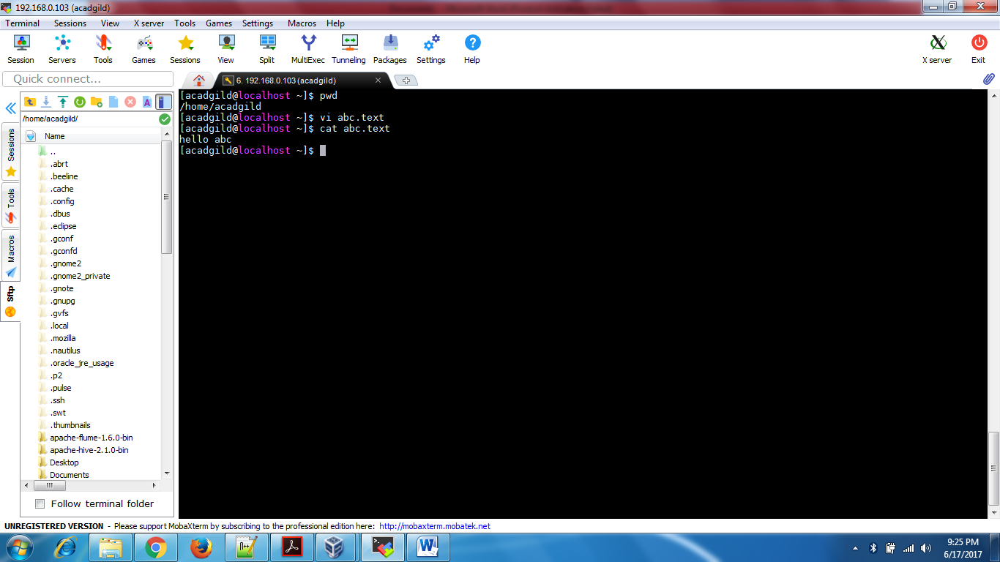 192.168.0.103 (acadgild)
Terminal Sessions View X server Tools Games Settings Macros Help
Session Servers Tools Games Sessions View Split MultiExec Tunneling Packages Settings Help X server Exit
Quick connect...
6. 192.168.0.103 (acadgild)
/home/acadgild/
Name
..
.abrt
.beeline
.cache
.config
.dbus
.eclipse
.gconf
.gconfd
.gnome2
.gnome2_private
.gnote
.gnupg
.gvfs
.local
.mozilla
.nautilus
.oracle_jre_usage
.p2
.pulse
.ssh
.swt
.thumbnails
apache-flume-1.6.0-bin
apache-hive-2.1.0-bin
Desktop
Documents
Follow terminal folder
Sessions
Tools
Macros
Sftp
[acadgild@localhost ~]$ pwd
/home/acadgild
[acadgild@localhost ~]$ vi abc.text
[acadgild@localhost ~]$ cat abc.text
hello abc
[acadgild@localhost ~]$
UNREGISTERED VERSION - Please support MobaXterm by subscribing to the professional edition here: http://mobaxterm.mobatek.net
9:25 PM
6/17/2017